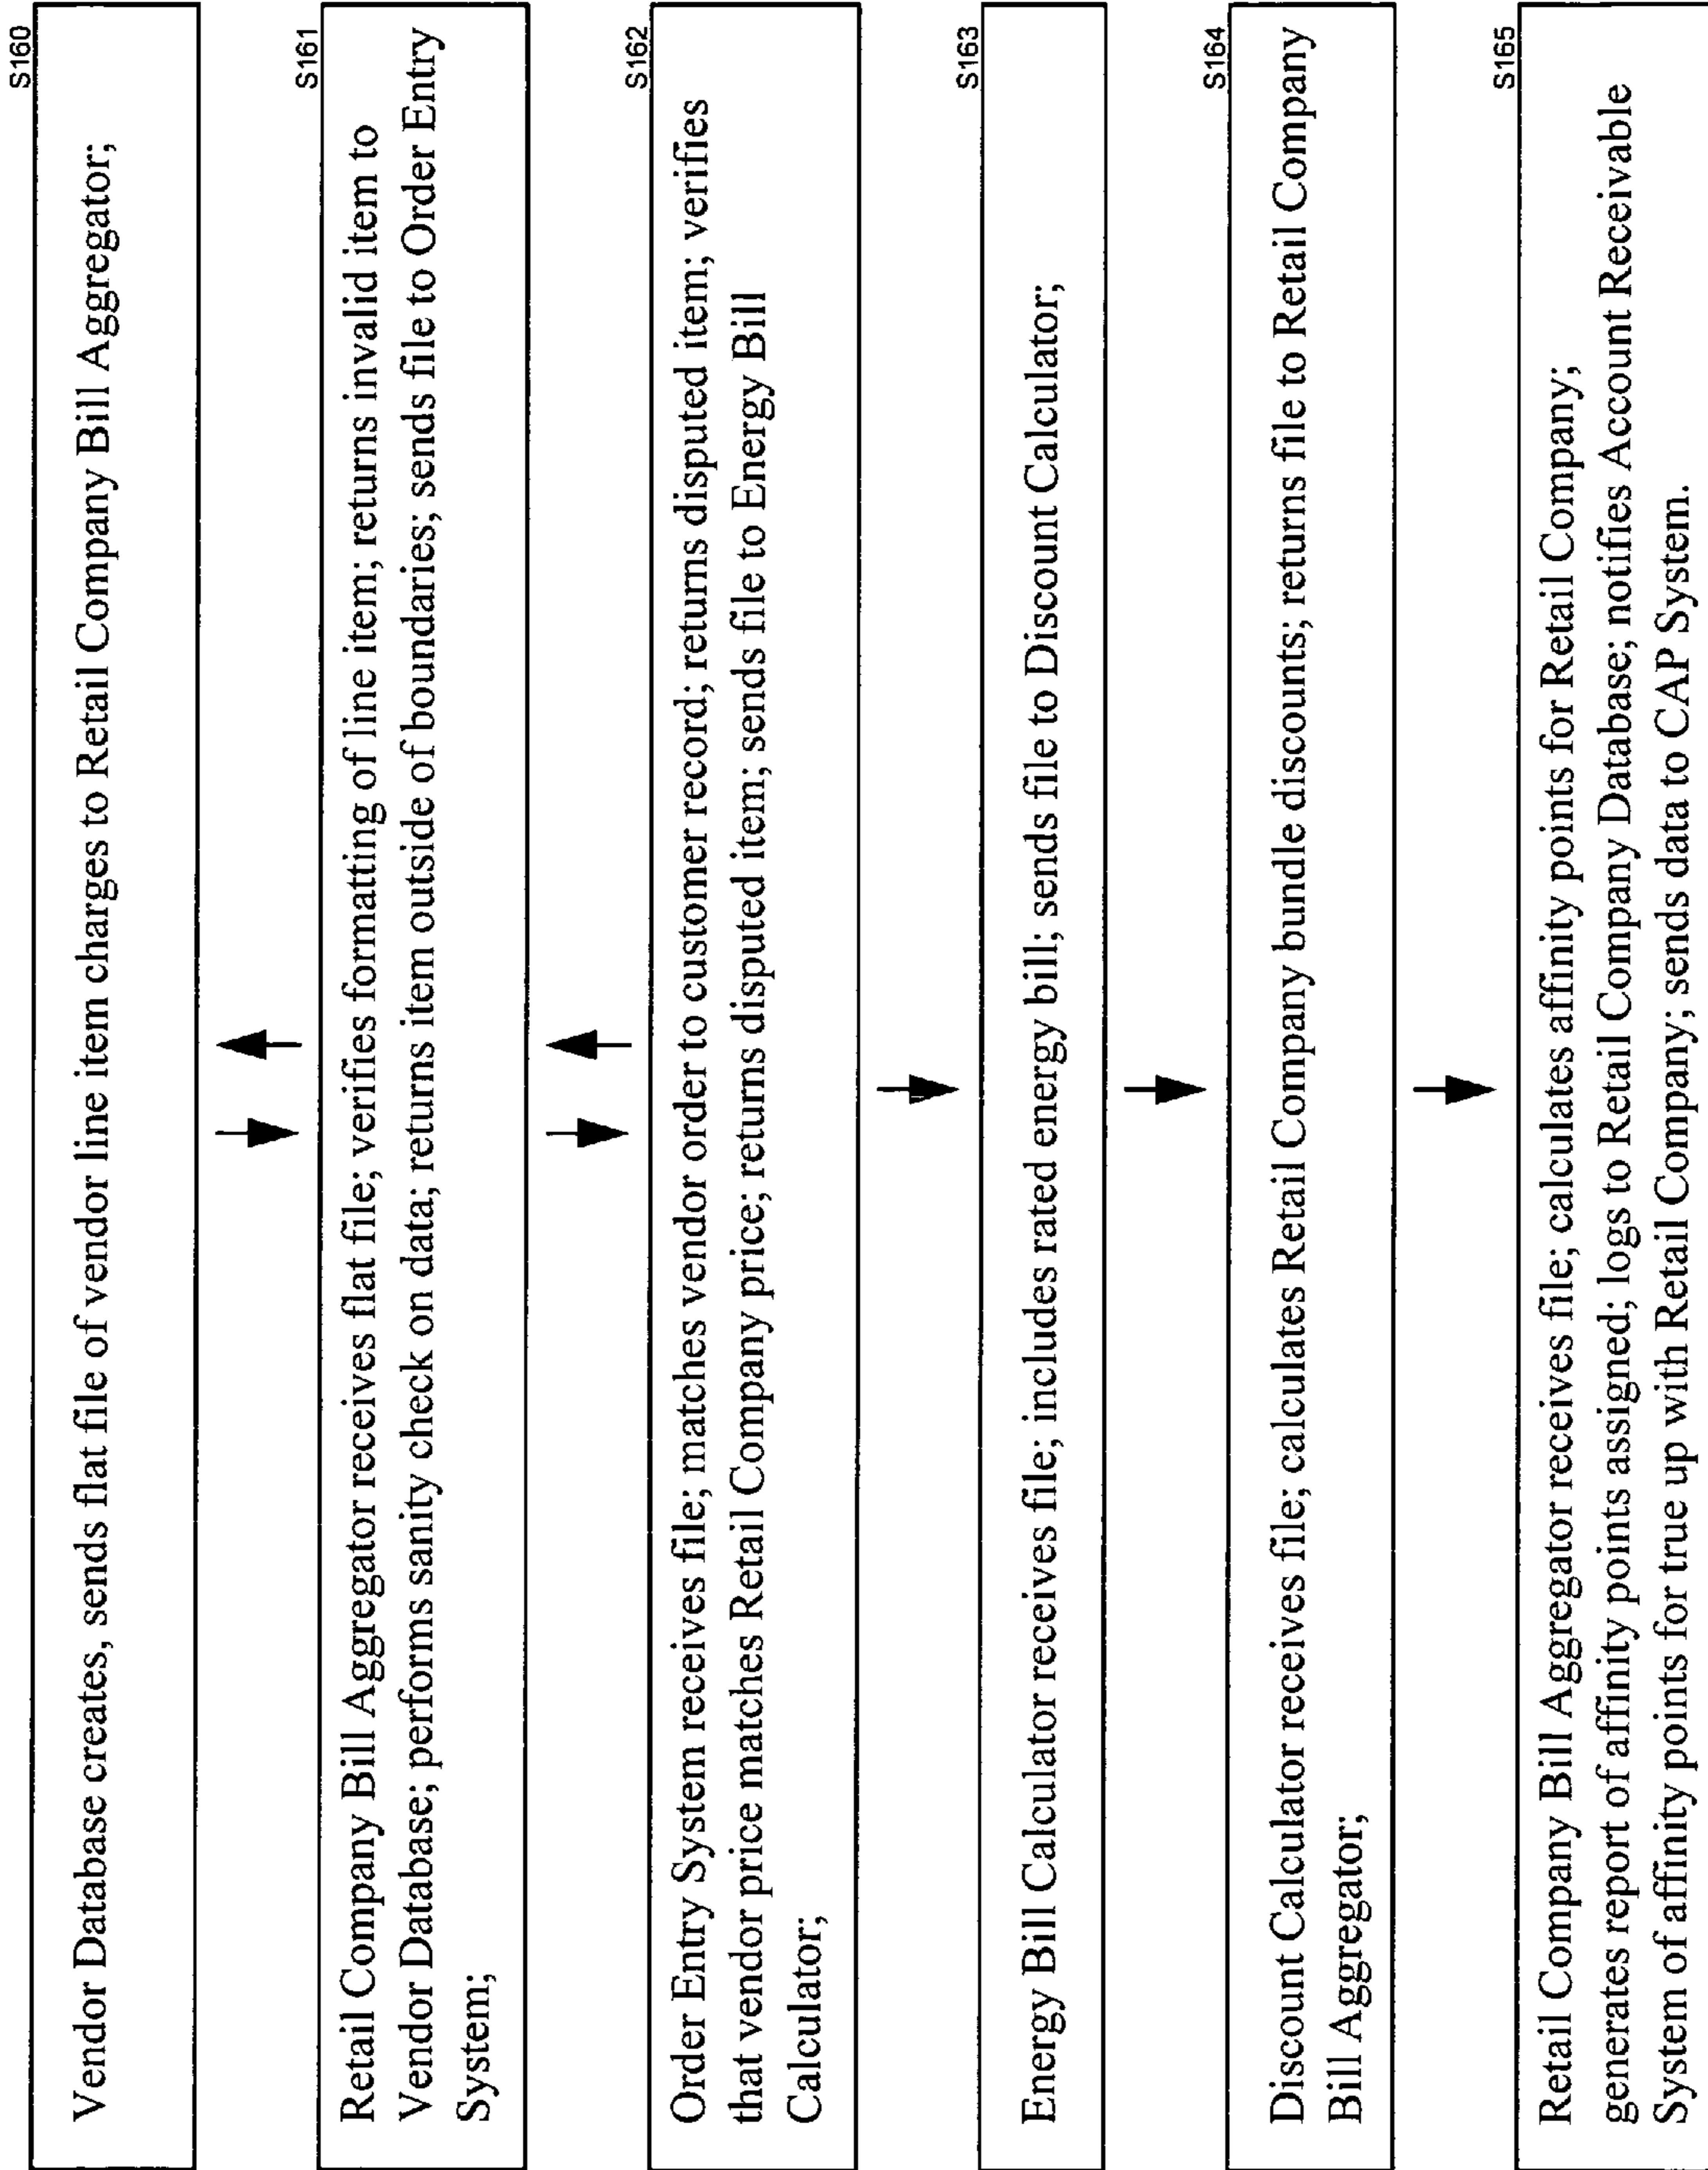 S160
Vendor Database creates, sends flat file of vendor line item charges to Retail Company Bill Aggregator;
S161
Retail Company Bill Aggregator receives flat file; verifies formatting of line item; returns invalid item to
Vendor Database; performs sanity check on data; returns item outside of boundaries; sends file to Order Entry
System;
S162
Order Entry System receives file; matches vendor order to customer record; returns disputed item; verifies
that vendor price matches Retail Company price; returns disputed item; sends file to Energy Bill
Calculator;
S163
Energy Bill Calculator receives file; includes rated energy bill; sends file to Discount Calculator;
S164
Discount Calculator receives file; calculates Retail Company bundle discounts; returns file to Retail Company
Bill Aggregator;
S165
Retail Company Bill Aggregator receives file; calculates affinity points for Retail Company;
generates report of affinity points assigned; logs to Retail Company Database; notifies Account Receivable
System of affinity points for true up with Retail Company; sends data to CAP System.